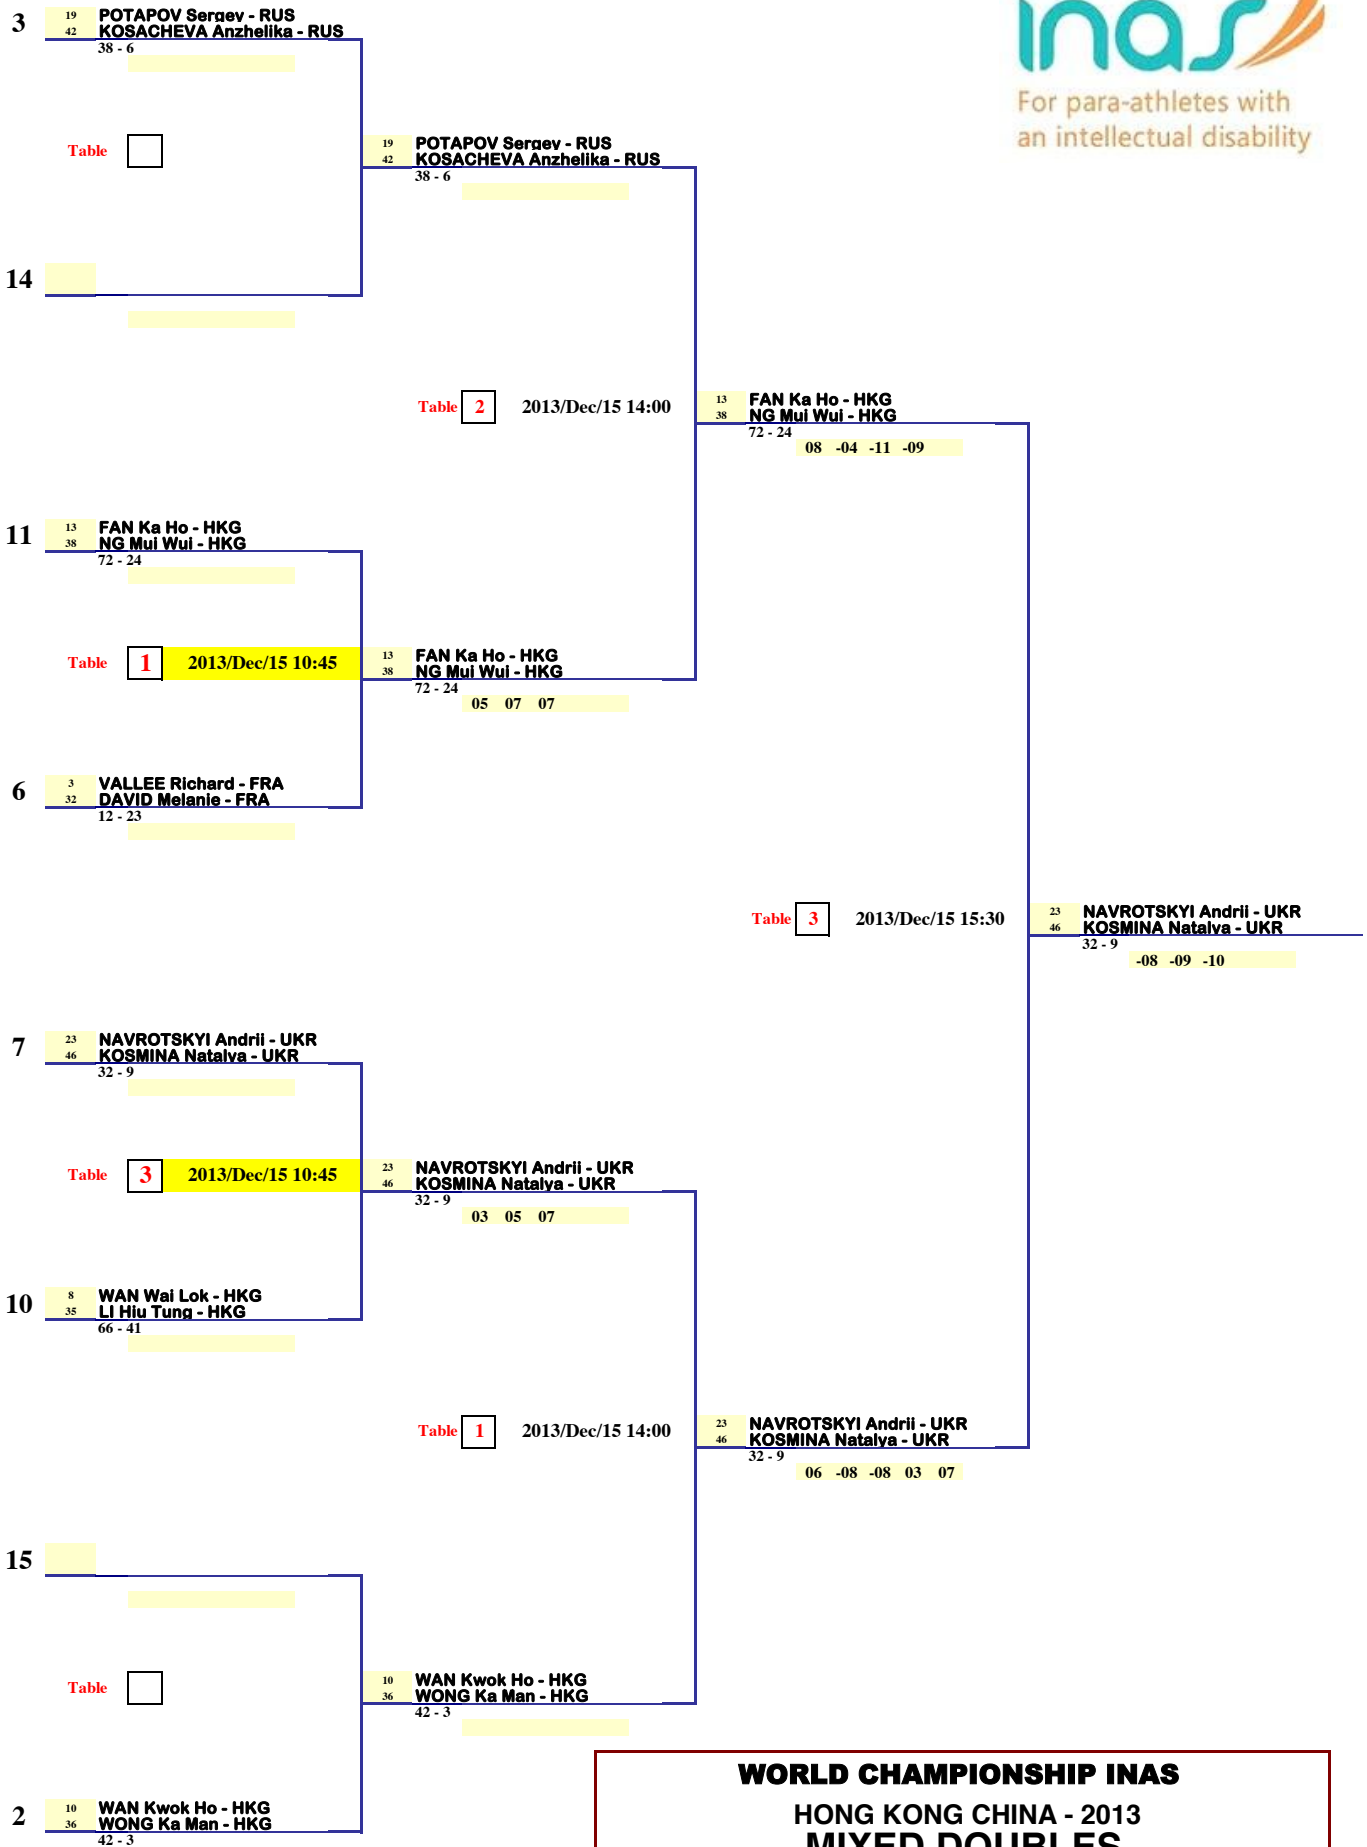 inas
For para-athletes with
an intellectual disability
3
19 POTAPOV Sergey - RUS
42 KOSACHEVA Anzhelika - RUS
38 - 6
Table
19 POTAPOV Sergey - RUS
42 KOSACHEVA Anzhelika - RUS
38 - 6
14
Table 2 2013/Dec/15 14:00
13 FAN Ka Ho - HKG
38 NG Mui Wui - HKG
72 - 24
08 -04 -11 -09
11
13 FAN Ka Ho - HKG
38 NG Mui Wui - HKG
72 - 24
Table 1 2013/Dec/15 10:45
13 FAN Ka Ho - HKG
38 NG Mui Wui - HKG
72 - 24
05 07 07
6
3 VALLEE Richard - FRA
32 DAVID Melanie - FRA
12 - 23
Table 3 2013/Dec/15 15:30
23 NAVROTSKYI Andrii - UKR
46 KOSMINA Natalya - UKR
32 - 9
-08 -09 -10
7
23 NAVROTSKYI Andrii - UKR
46 KOSMINA Natalya - UKR
32 - 9
Table 3 2013/Dec/15 10:45
23 NAVROTSKYI Andrii - UKR
46 KOSMINA Natalya - UKR
32 - 9
03 05 07
10
8 WAN Wai Lok - HKG
35 LI Hiu Tung - HKG
66 - 41
Table 1 2013/Dec/15 14:00
23 NAVROTSKYI Andrii - UKR
46 KOSMINA Natalya - UKR
32 - 9
06 -08 -08 03 07
15
Table
10 WAN Kwok Ho - HKG
36 WONG Ka Man - HKG
42 - 3
2
10 WAN Kwok Ho - HKG
36 WONG Ka Man - HKG
42 - 3
WORLD CHAMPIONSHIP INAS
HONG KONG CHINA - 2013
MIXED DOUBLES